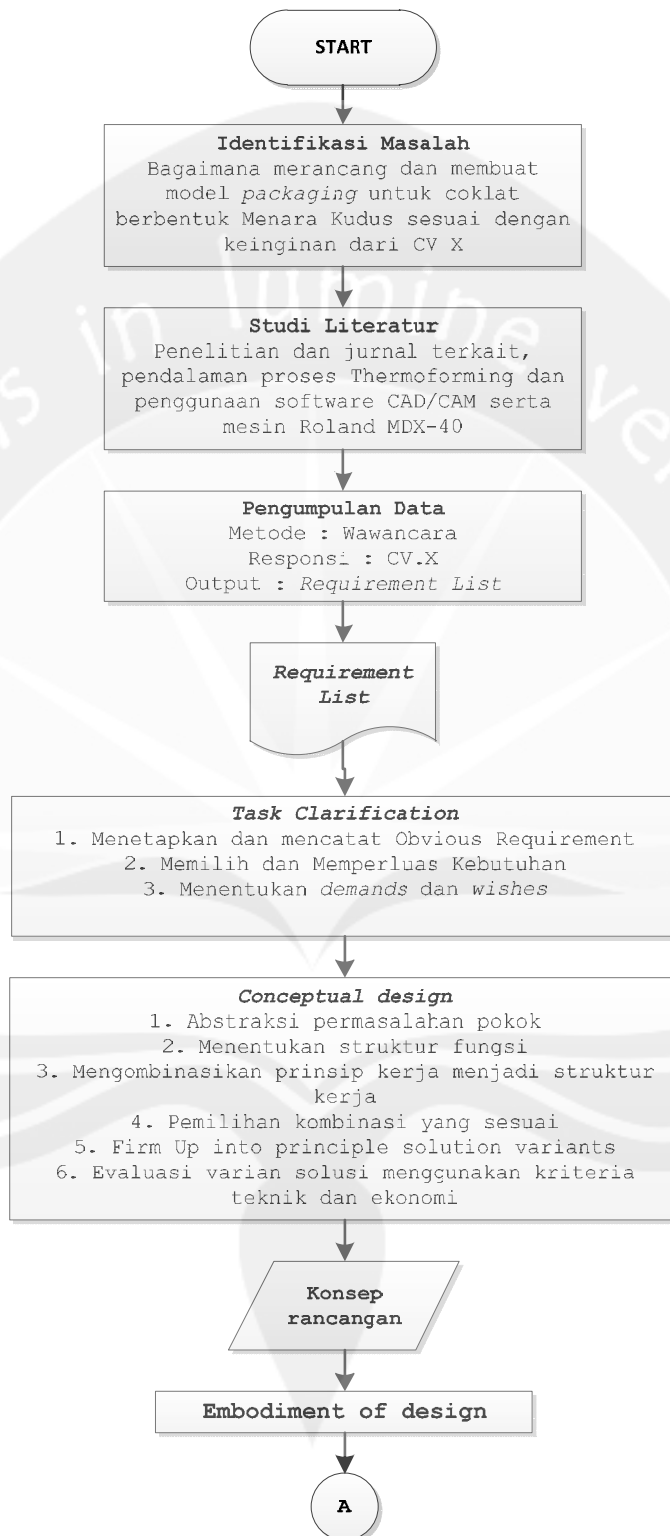 START
Identifikasi Masalah
Bagaimana merancang dan membuat
model packaging untuk coklat
berbentuk Menara Kudus sesuai dengan
keinginan dari CV X
Studi Literatur
Penelitian dan jurnal terkait,
pendalaman proses Thermoforming dan
penggunaan software CAD/CAM serta
mesin Roland MDX-40
Pengumpulan Data
Metode : Wawancara
Responsi : CV.X
Output : Requirement List
Requirement
List
Task Clarification
1. Menetapkan dan mencatat Obvious Requirement
2. Memilih dan Memperluas Kebutuhan
3. Menentukan demands dan wishes
Conceptual design
1. Abstraksi permasalahan pokok
2. Menentukan struktur fungsi
3. Mengombinasikan prinsip kerja menjadi struktur
kerja
4. Pemilihan kombinasi yang sesuai
5. Firm Up into principle solution variants
6. Evaluasi varian solusi menggunakan kriteria
teknik dan ekonomi
Konsep
rancangan
Embodiment of design
A
s in lumine ve